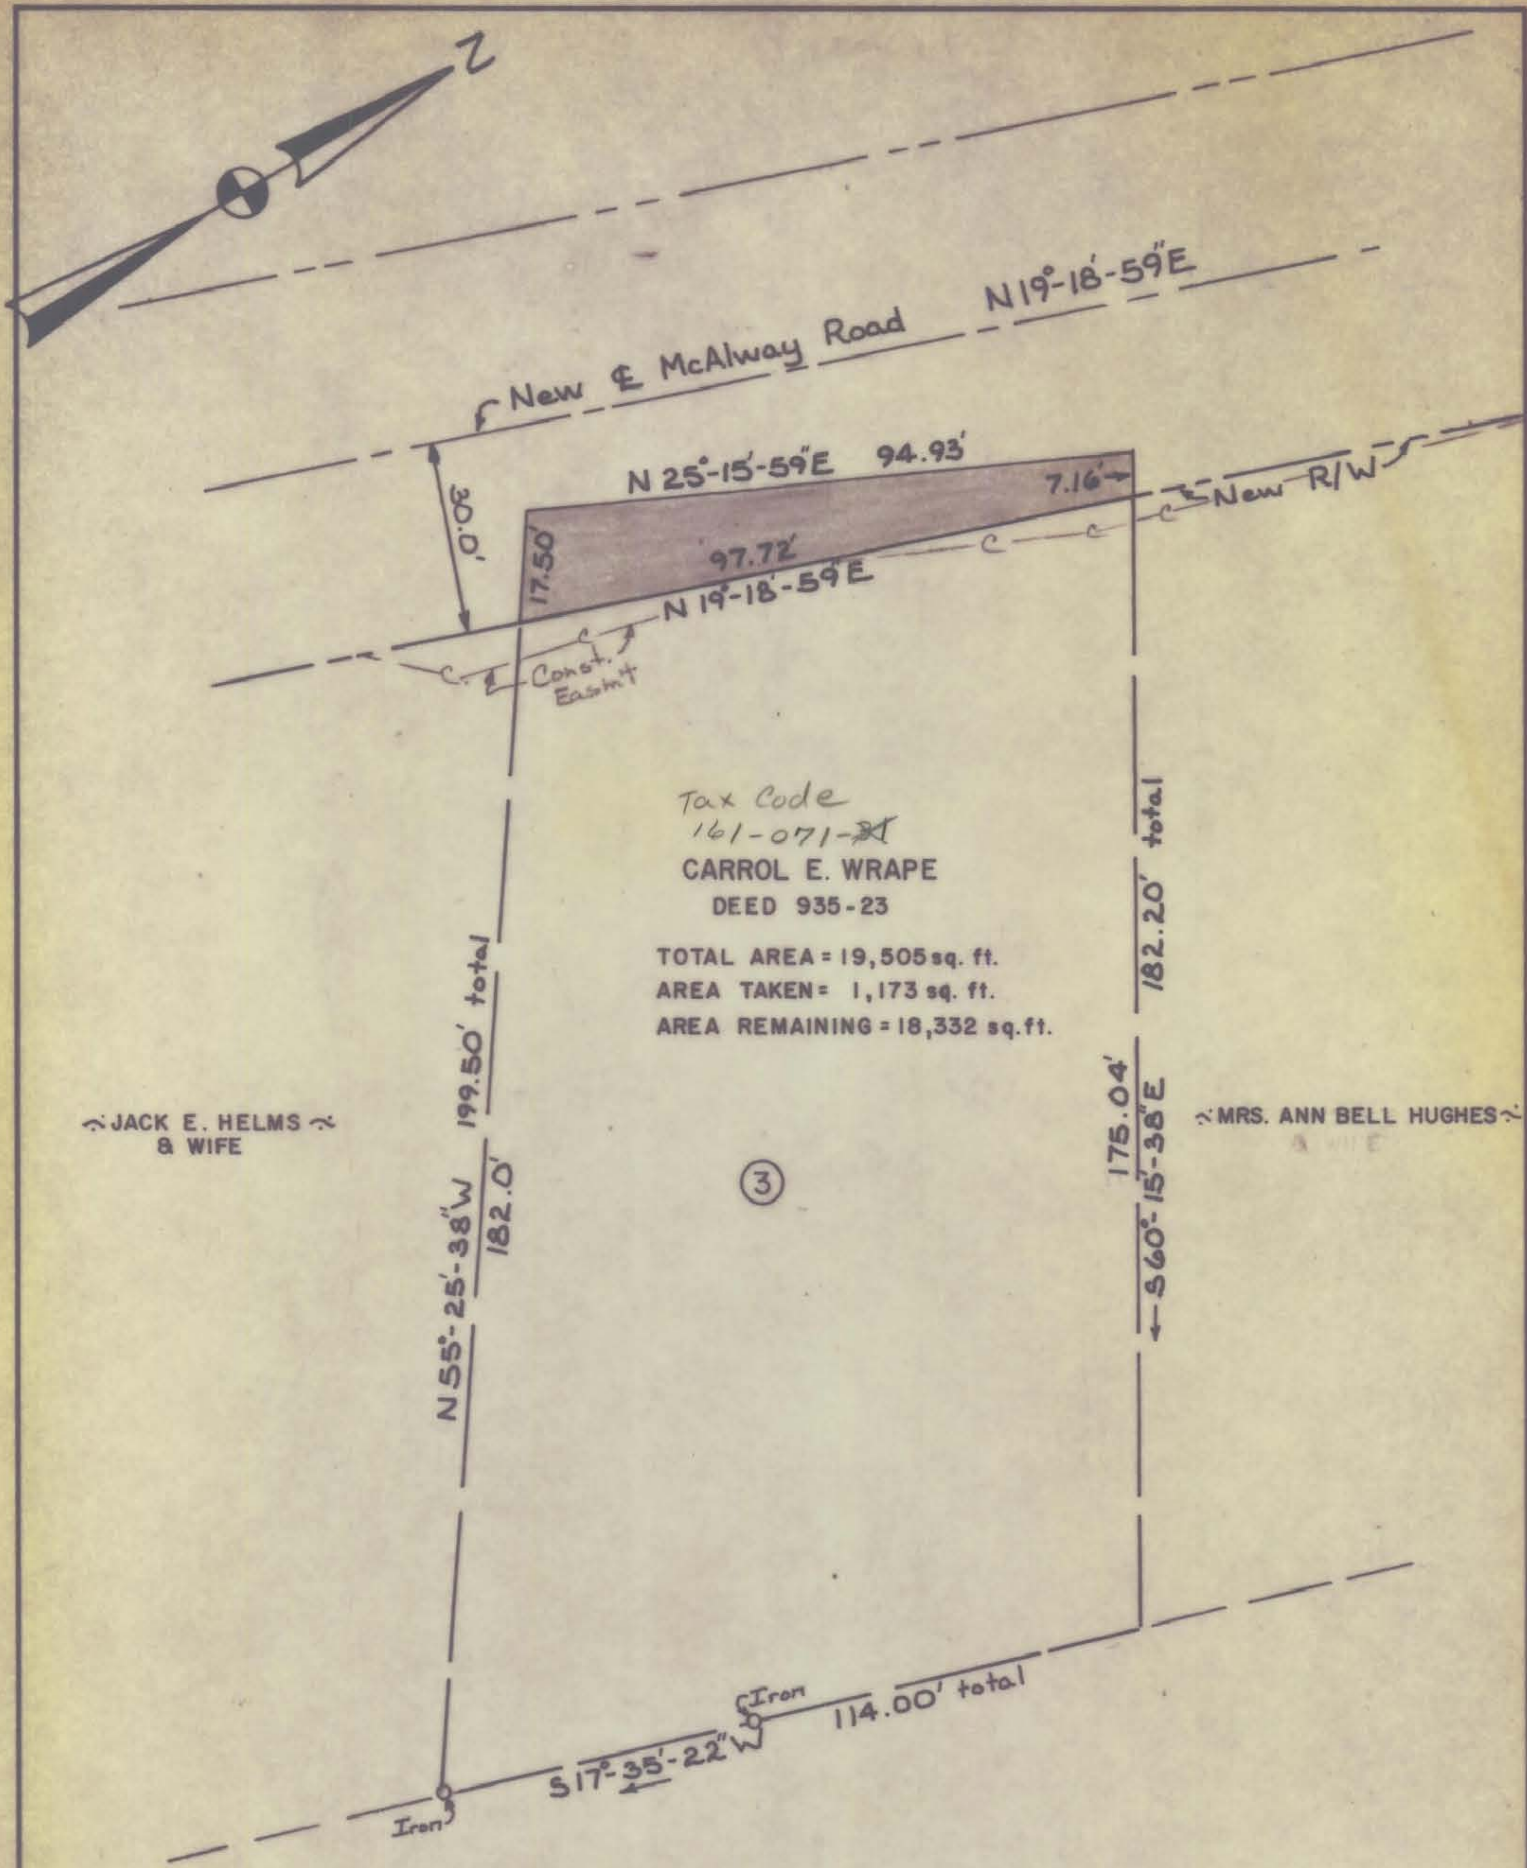 N
N 19°-18'-59"E
New ℄ McAlway Road
N 25°-15'-59"E 94.93'
7.16'
New R/W
30.0'
17.50'
97.72'
N 19°-18'-59"E
C C C
C C
Const.
Easm't
Tax Code
161-071-
CARROL E. WRAPE
DEED 935-23
TOTAL AREA = 19,505 sq. ft.
AREA TAKEN = 1,173 sq. ft.
AREA REMAINING = 18,332 sq. ft.
N 55°-25'-38"W 199.50' total
182.0'
182.20' total
175.04'
S 60°-15'-38"E
~JACK E. HELMS~
& WIFE
~MRS. ANN BELL HUGHES~
& WIFE
3
Iron
114.00' total
S 17°-35'-22"W
Iron